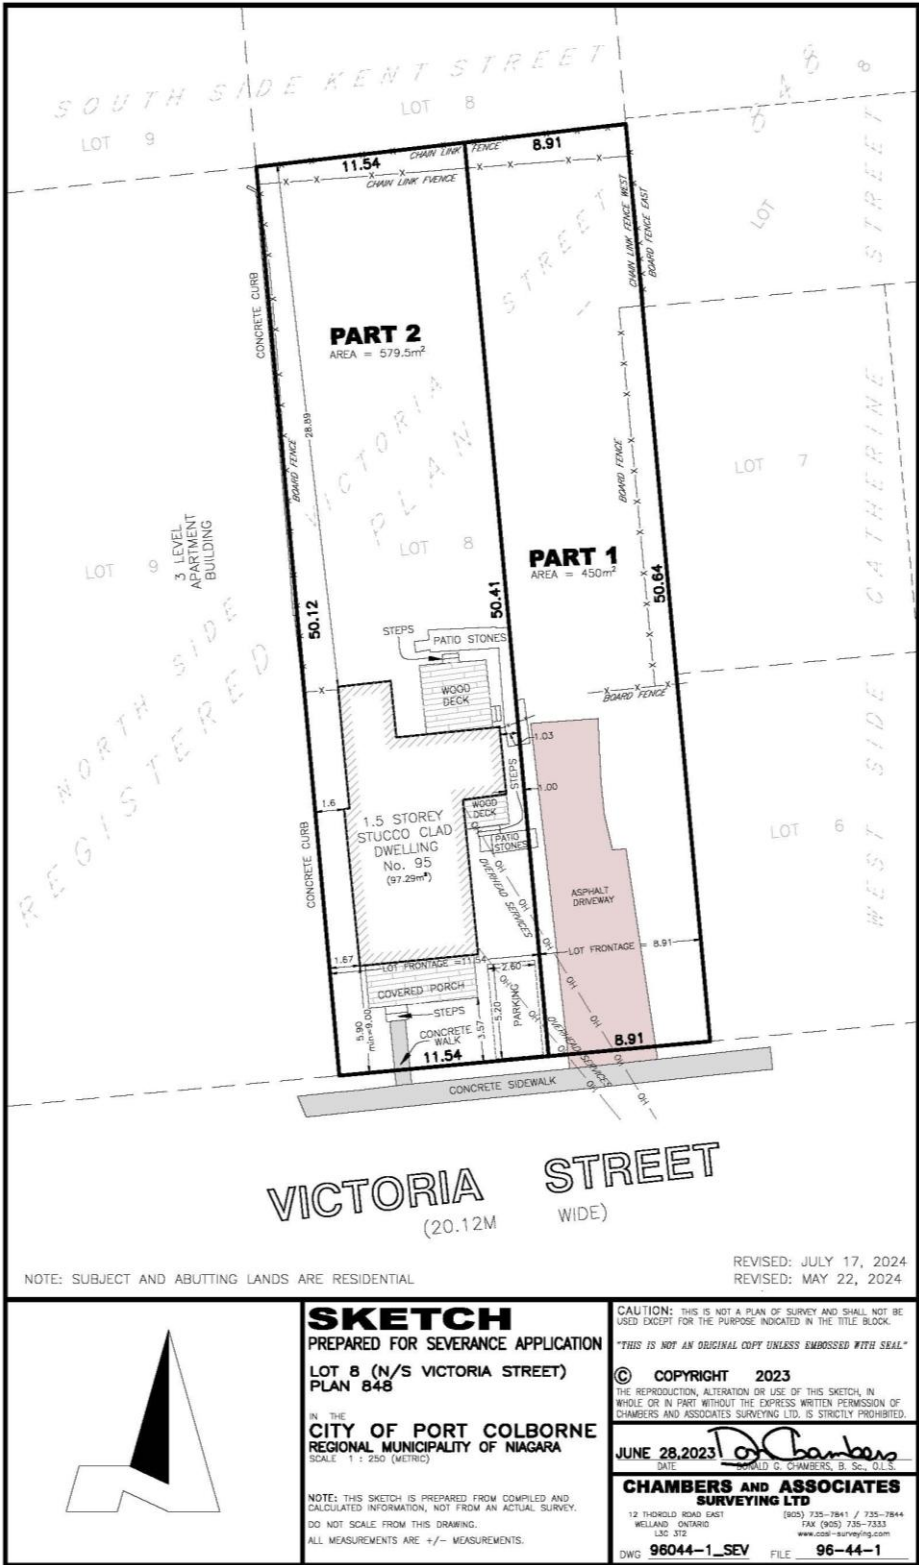 SOUTH SIDE KENT STREET
LOT 9
LOT 8
848
8
11.54
CHAIN LINK FENCE
8.91
CHAIN LINK FVENCE
CHAIN LINK FENCE WEST
BOARD FENCE EAST
LOT
CONCRETE CURB
STREET
PART 2
AREA = 579.5m²
28.89
BOARD FENCE
VICTORIA
PLAN
LOT 8
BOARD FENCE
LOT 7
WEST SIDE CATHERINE STREET
3 LEVEL
APARTMENT
BUILDING
LOT 9
PART 1
AREA = 450m²
50.12
50.41
50.64
NORTH SIDE
REGISTERED
STEPS
PATIO STONES
WOOD
DECK
BOARD FENCE
1.03
STEPS
1.00
1.6
WOOD
DECK
1.5 STOREY
STUCCO CLAD
DWELLING
No. 95
(97.29m²)
PATIO
STONES
LOT 6
CONCRETE CURB
OVERHEAD SERVICES
OH
OH
OH
ASPHALT
DRIVEWAY
1.67
LOT FRONTAGE =11.54
LOT FRONTAGE = 8.91
2.60
COVERED PORCH
OH
OH
OH
OH
STEPS
5.90
min=9.00
CONCRETE
WALK
3.57
5.20
PARKING
OVERHEAD SERVICES
OH
OH
OH
OH
11.54
8.91
CONCRETE SIDEWALK
VICTORIA STREET
(20.12M WIDE)
REVISED: JULY 17, 2024
NOTE: SUBJECT AND ABUTTING LANDS ARE RESIDENTIAL
REVISED: MAY 22, 2024
SKETCH
PREPARED FOR SEVERANCE APPLICATION
LOT 8 (N/S VICTORIA STREET)
PLAN 848
IN THE
CITY OF PORT COLBORNE
REGIONAL MUNICIPALITY OF NIAGARA
SCALE 1 : 250 (METRIC)
NOTE: THIS SKETCH IS PREPARED FROM COMPILED AND
CALCULATED INFORMATION, NOT FROM AN ACTUAL SURVEY.
DO NOT SCALE FROM THIS DRAWING.
ALL MEASUREMENTS ARE +/- MEASUREMENTS.
CAUTION: THIS IS NOT A PLAN OF SURVEY AND SHALL NOT BE
USED EXCEPT FOR THE PURPOSE INDICATED IN THE TITLE BLOCK.
"THIS IS NOT AN ORIGINAL COPY UNLESS EMBOSSED WITH SEAL"
© COPYRIGHT 2023
THE REPRODUCTION, ALTERATION OR USE OF THIS SKETCH, IN
WHOLE OR IN PART WITHOUT THE EXPRESS WRITTEN PERMISSION OF
CHAMBERS AND ASSOCIATES SURVEYING LTD. IS STRICTLY PROHIBITED.
JUNE 28,2023 Don Chambers
DATE
DONALD G. CHAMBERS, B. Sc., O.L.S.
CHAMBERS AND ASSOCIATES
SURVEYING LTD
12 THOROLD ROAD EAST
WELLAND ONTARIO
L3C 3T2
(905) 735-7841 / 735-7844
FAX (905) 735-7333
www.casl-surveying.com
DWG 96044-1_SEV FILE 96-44-1